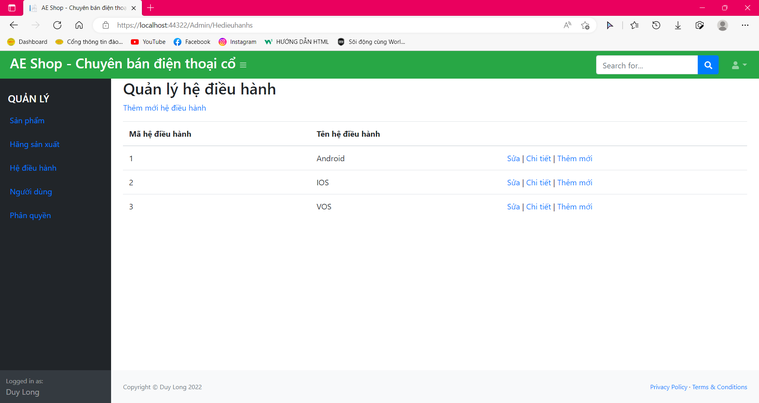 AE Shop - Chuyên bán điện thoại
https://localhost:44322/Admin/Hedieuhanhs
Dashboard
Cổng thông tin đào...
YouTube
Facebook
Instagram
HƯỚNG DẪN HTML
Sôi động cùng Worl...
AE Shop - Chuyên bán điện thoại cổ
Search for...
QUẢN LÝ
Sản phẩm
Hãng sản xuất
Hệ điều hành
Người dùng
Phân quyền
Quản lý hệ điều hành
Thêm mới hệ điều hành
Mã hệ điều hành Tên hệ điều hành
1 Android Sửa | Chi tiết | Thêm mới
2 IOS Sửa | Chi tiết | Thêm mới
3 VOS Sửa | Chi tiết | Thêm mới
Logged in as:
Duy Long
Copyright © Duy Long 2022
Privacy Policy · Terms & Conditions